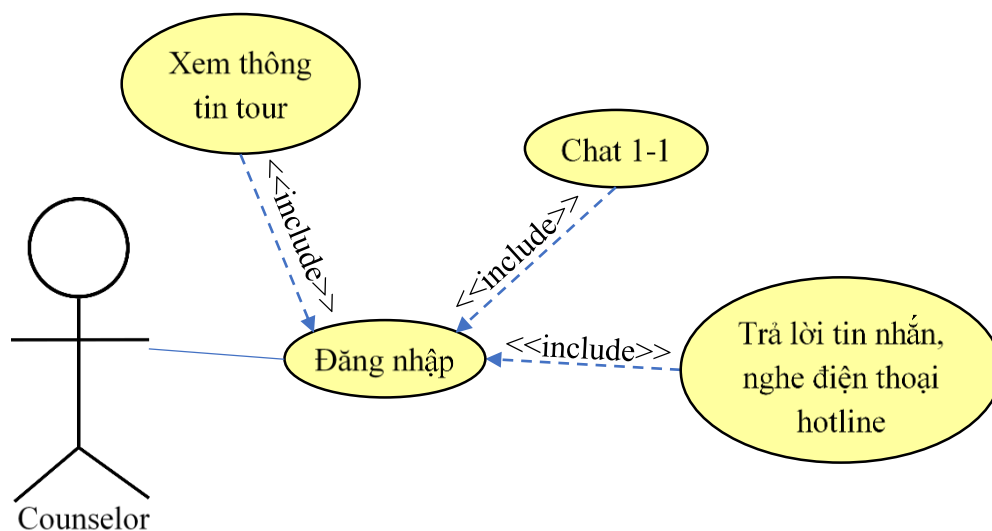 Xem thông
tin tour
Chat 1-1
<<include>>
<<include>>
<<include>>
Đăng nhập
Trả lời tin nhắn,
nghe điện thoại
hotline
Counselor